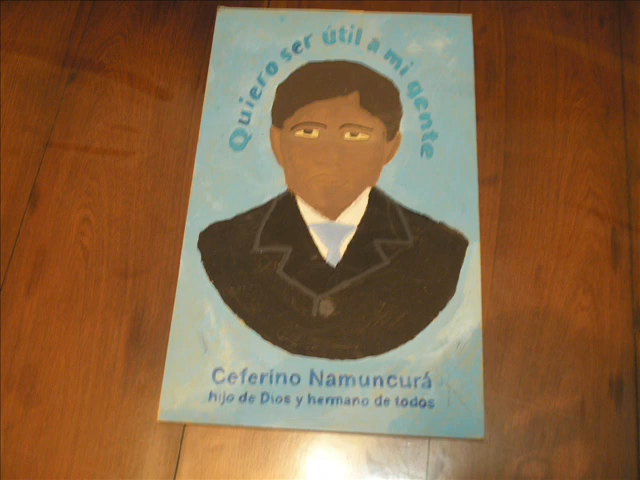 Quiero ser útil a mi gente
Ceferino Namuncurá
hijo de Dios y hermano de todos